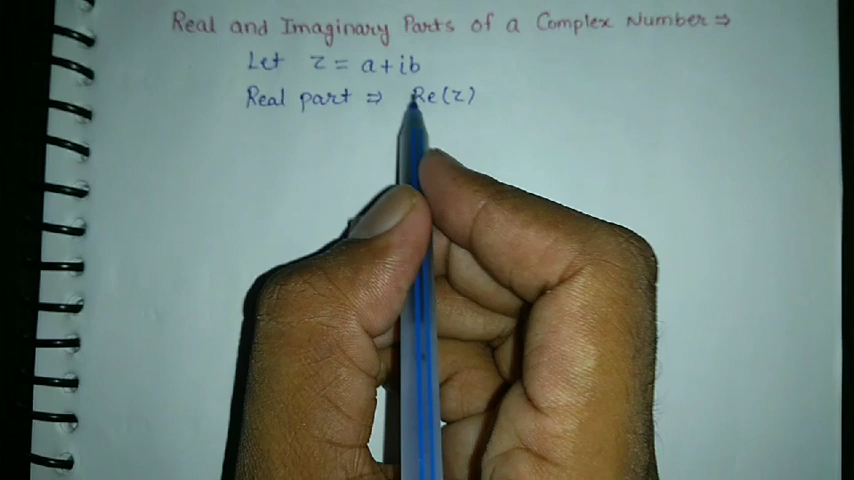 Real and Imaginary Parts of a Complex Number ⇒
Let z = a+ib
Real part ⇒ Re(z)